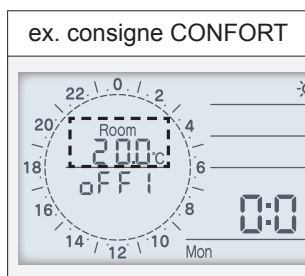 ex. consigne CONFORT
22 . 0 . 2
20 4
Room
20.0°C
18 6
oFF1
16 8
0:0
14 12 10
Mon